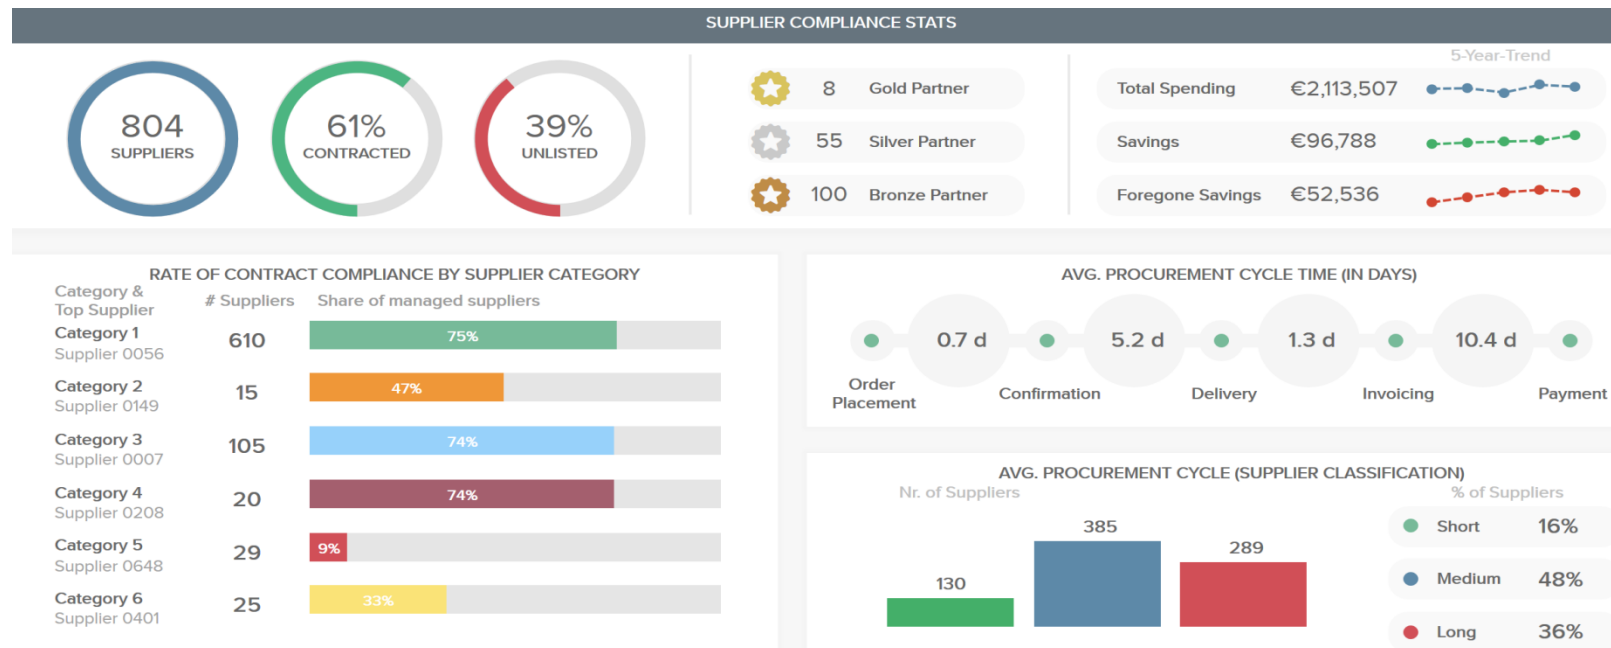 SUPPLIER COMPLIANCE STATS
804
SUPPLIERS
61%
CONTRACTED
39%
UNLISTED
8 Gold Partner
55 Silver Partner
100 Bronze Partner
5-Year-Trend
Total Spending €2,113,507
Savings €96,788
Foregone Savings €52,536
RATE OF CONTRACT COMPLIANCE BY SUPPLIER CATEGORY
Category &
Top Supplier
# Suppliers
Share of managed suppliers
Category 1
Supplier 0056
610
75%
Category 2
Supplier 0149
15
47%
Category 3
Supplier 0007
105
74%
Category 4
Supplier 0208
20
74%
Category 5
Supplier 0648
29
9%
Category 6
Supplier 0401
25
33%
AVG. PROCUREMENT CYCLE TIME (IN DAYS)
0.7 d
5.2 d
1.3 d
10.4 d
Order
Placement
Confirmation
Delivery
Invoicing
Payment
AVG. PROCUREMENT CYCLE (SUPPLIER CLASSIFICATION)
Nr. of Suppliers
% of Suppliers
130
385
289
Short 16%
Medium 48%
Long 36%